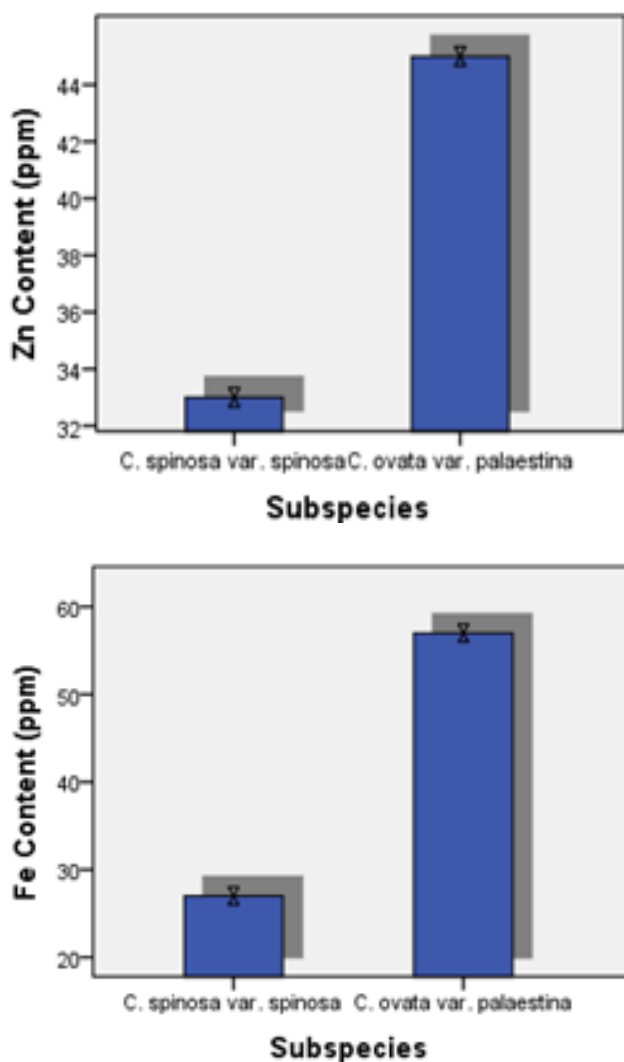 Zn Content (ppm)
44
42
40
38
36
34
32
C. spinosa var. spinosa C. ovata var. palaestina
Subspecies
Fe Content (ppm)
60
50
40
30
20
C. spinosa var. spinosa C. ovata var. palaestina
Subspecies